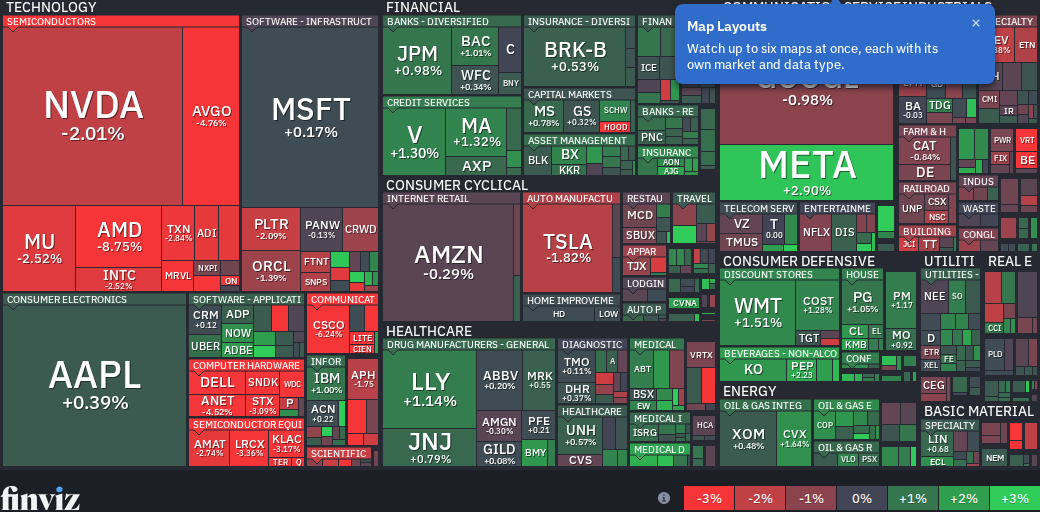 TECHNOLOGY
SEMICONDUCTORS
NVDA
-2.01%
AVGO
-4.76%
MU
-2.52%
AMD
-8.75%
INTC
-2.52%
TXN
-2.84%
ADI
MRVL
NXPI
ON
SOFTWARE - INFRASTRUCT
MSFT
+0.17%
PLTR
-2.09%
PANW
-0.13%
CRWD
ORCL
-1.39%
FTNT
SNPS
CONSUMER ELECTRONICS
AAPL
+0.39%
SOFTWARE - APPLICATI
CRM
+0.12
ADP
NOW
UBER
ADBE
COMMUNICAT
CSCO
-6.24%
LITE
CIEN
COMPUTER HARDWARE
DELL
SNDK
WDC
ANET
-4.52%
STX
-3.09%
P
INFOR
IBM
+1.00%
ACN
+0.22
APH
-1.75
SEMICONDUCTOR EQUI
AMAT
-2.74%
LRCX
-3.36%
KLAC
-3.17%
TER
Q
SCIENTIFIC
FINANCIAL
BANKS - DIVERSIFIED
JPM
+0.98%
BAC
+1.01%
C
WFC
+0.34%
BNY
CREDIT SERVICES
V
+1.30%
MA
+1.32%
AXP
INSURANCE - DIVERSI
BRK-B
+0.53%
CAPITAL MARKETS
MS
+0.78%
GS
+0.32%
SCHW
HOOD
ASSET MANAGEMENT
BLK
BX
KKR
FINAN
ICE
BANKS - RE
PNC
INSURANC
AON
AJG
CONSUMER CYCLICAL
INTERNET RETAIL
AMZN
-0.29%
AUTO MANUFACTU
TSLA
-1.82%
HOME IMPROVEME
HD
LOW
RESTAU
MCD
SBUX
APPAR
TJX
LODGIN
AUTO P
TRAVEL
CVNA
HEALTHCARE
DRUG MANUFACTURERS - GENERAL
LLY
+1.14%
JNJ
+0.79%
ABBV
+0.20%
MRK
+0.55
AMGN
-0.30%
PFE
+0.21
GILD
+0.08%
BMY
DIAGNOSTIC
TMO
+0.11%
A
DHR
+0.37%
HEALTHCARE
UNH
+0.57%
CVS
MEDICAL
ABT
BSX
EW
VRTX
MEDICAL I
ISRG
HCA
MEDICAL D
Map Layouts
Watch up to six maps at once, each with its
own market and data type.
-0.98%
META
+2.90%
TELECOM SERV
VZ
T
0.00
TMUS
ENTERTAINME
NFLX
DIS
ECIALTY
ETN
BA
-0.03
TDG
CMI
IR
FARM & H
CAT
-0.84%
DE
PWR
VRT
FIX
BE
RAILROAD
UNP
CSX
NSC
INDUS
WASTE
BUILDING
JCI
TT
CONGL
CONSUMER DEFENSIVE
DISCOUNT STORES
WMT
+1.51%
COST
+1.28%
TGT
HOUSE
PG
+1.05%
CL
EL
KMB
PM
+1.17
MO
+0.92
BEVERAGES - NON-ALCO
KO
PEP
+2.23
CONF
UTILITI
UTILITIES -
NEE
SO
D
ETR
FE
XEL
CEG
REAL E
CCI
PLD
ENERGY
OIL & GAS INTEG
XOM
+0.48%
CVX
+1.64%
OIL & GAS E
COP
OIL & GAS R
VLO
PSX
BASIC MATERIAL
SPECIALTY
LIN
+0.68
ECL
NEM
finviz
-3%
-2%
-1%
0%
+1%
+2%
+3%